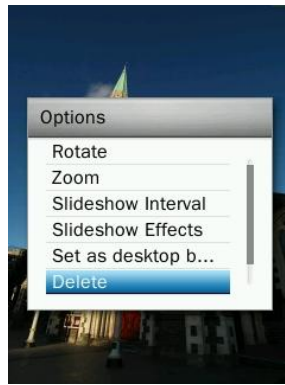 Options
Rotate
Zoom
Slideshow Interval
Slideshow Effects
Set as desktop b...
Delete